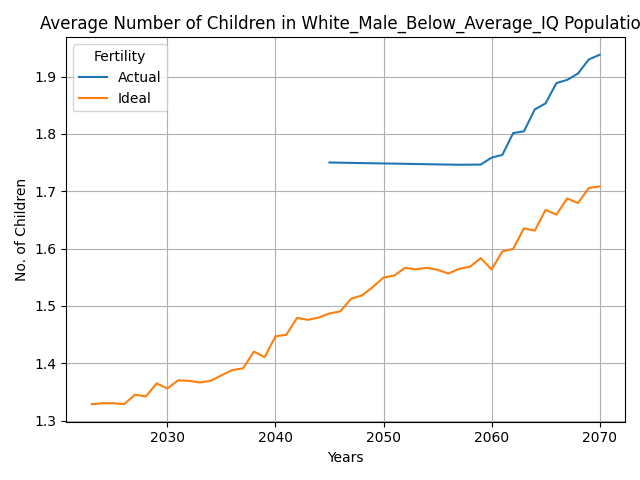 Average Number of Children in White_Male_Below_Average_IQ Populatio
Fertility
Actual
Ideal
No. of Children
1.9
1.8
1.7
1.6
1.5
1.4
1.3
2030 2040 2050 2060 2070
Years